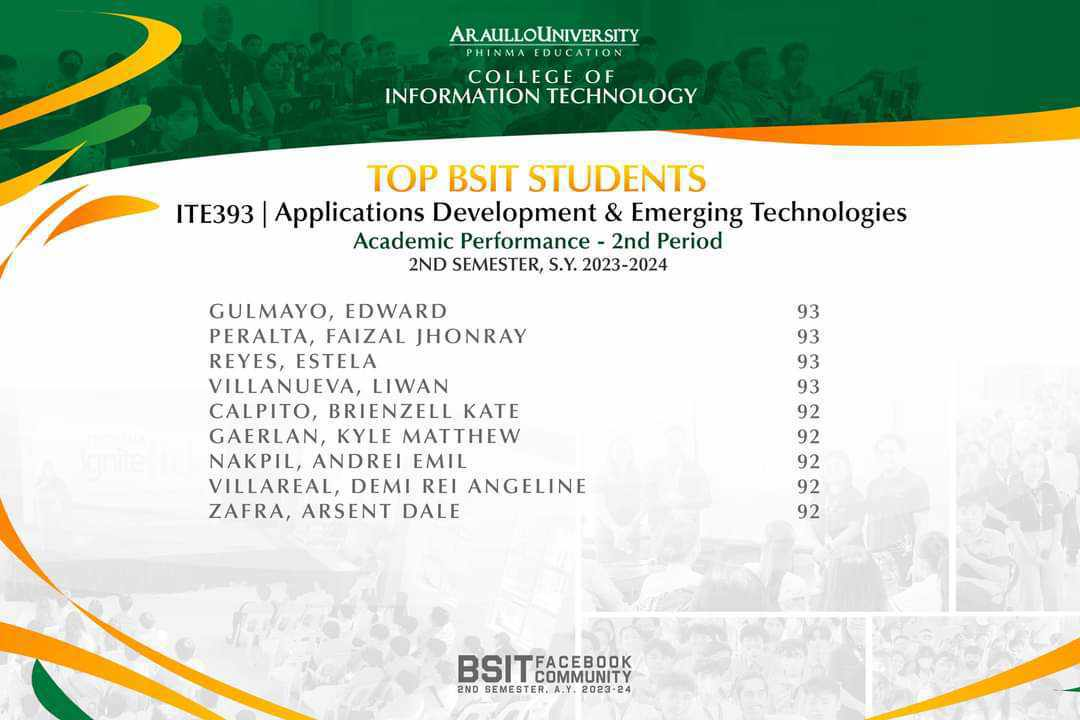 ARAULLOUNIVERSITY
PHINMA EDUCATION
COLLEGE OF
INFORMATION TECHNOLOGY
TOP BSIT STUDENTS
ITE393 | Applications Development & Emerging Technologies
Academic Performance - 2nd Period
2ND SEMESTER, S.Y. 2023-2024
GULMAYO, EDWARD 93
PERALTA, FAIZAL JHONRAY 93
REYES, ESTELA 93
VILLANUEVA, LIWAN 93
CALPITO, BRIENZELL KATE 92
GAERLAN, KYLE MATTHEW 92
NAKPIL, ANDREI EMIL 92
VILLAREAL, DEMI REI ANGELINE 92
ZAFRA, ARSENT DALE 92
ignite
BSIT FACEBOOK COMMUNITY
2ND SEMESTER, A.Y. 2023-24